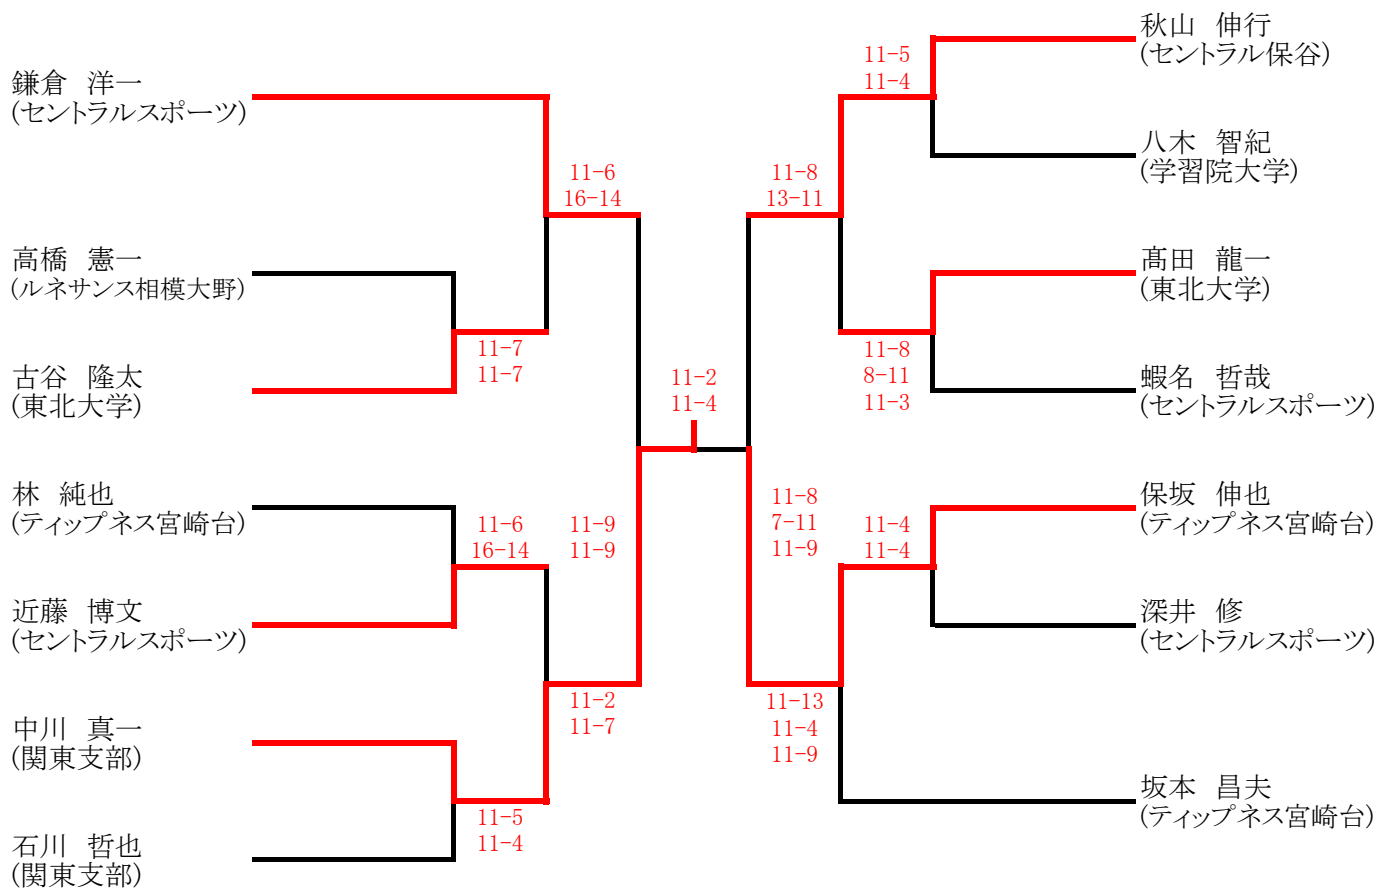 鎌倉 洋一
(セントラルスポーツ)
高橋 憲一
(ルネサンス相模大野)
古谷 隆太
(東北大学)
林 純也
(ティップネス宮崎台)
近藤 博文
(セントラルスポーツ)
中川 真一
(関東支部)
石川 哲也
(関東支部)
11-7
11-7
11-6
16-14
11-5
11-4
11-6
16-14
11-2
11-7
11-9
11-9
11-2
11-4
11-8
7-11
11-9
11-8
13-11
11-13
11-4
11-9
11-5
11-4
11-8
8-11
11-3
11-4
11-4
秋山 伸行
(セントラル保谷)
八木 智紀
(学習院大学)
髙田 龍一
(東北大学)
蝦名 哲哉
(セントラルスポーツ)
保坂 伸也
(ティップネス宮崎台)
深井 修
(セントラルスポーツ)
坂本 昌夫
(ティップネス宮崎台)